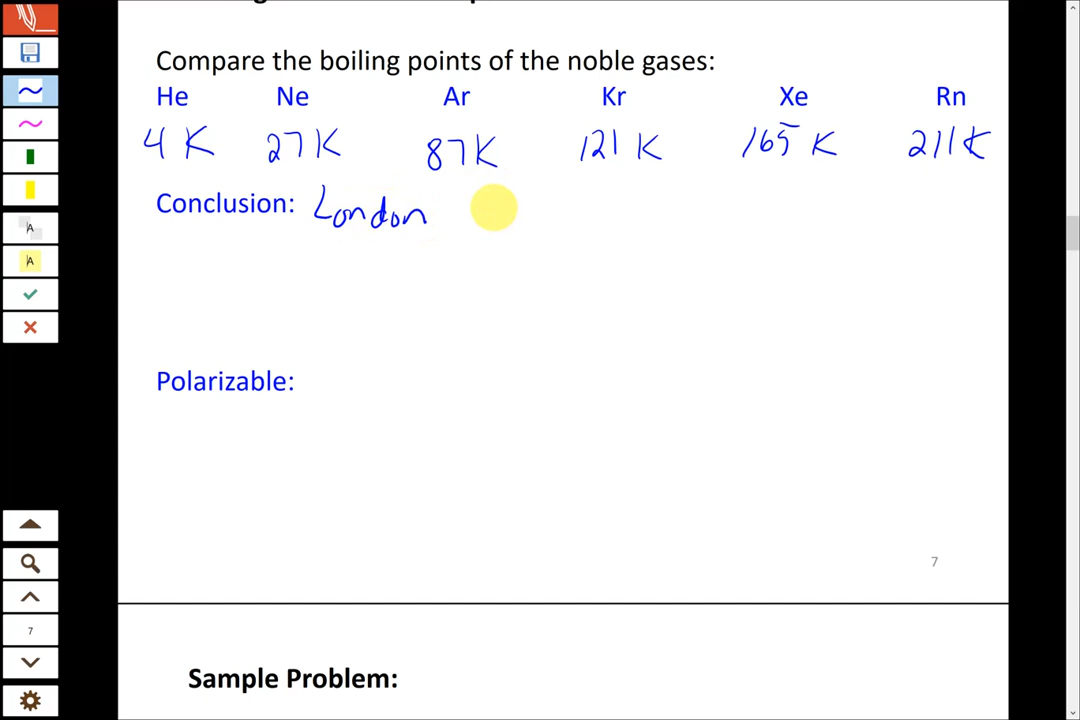 Compare the boiling points of the noble gases:
He Ne Ar Kr Xe Rn
4 K 27 K 87 K 121 K 165 K 211 K
Conclusion: London
Polarizable:
7
7
Sample Problem: